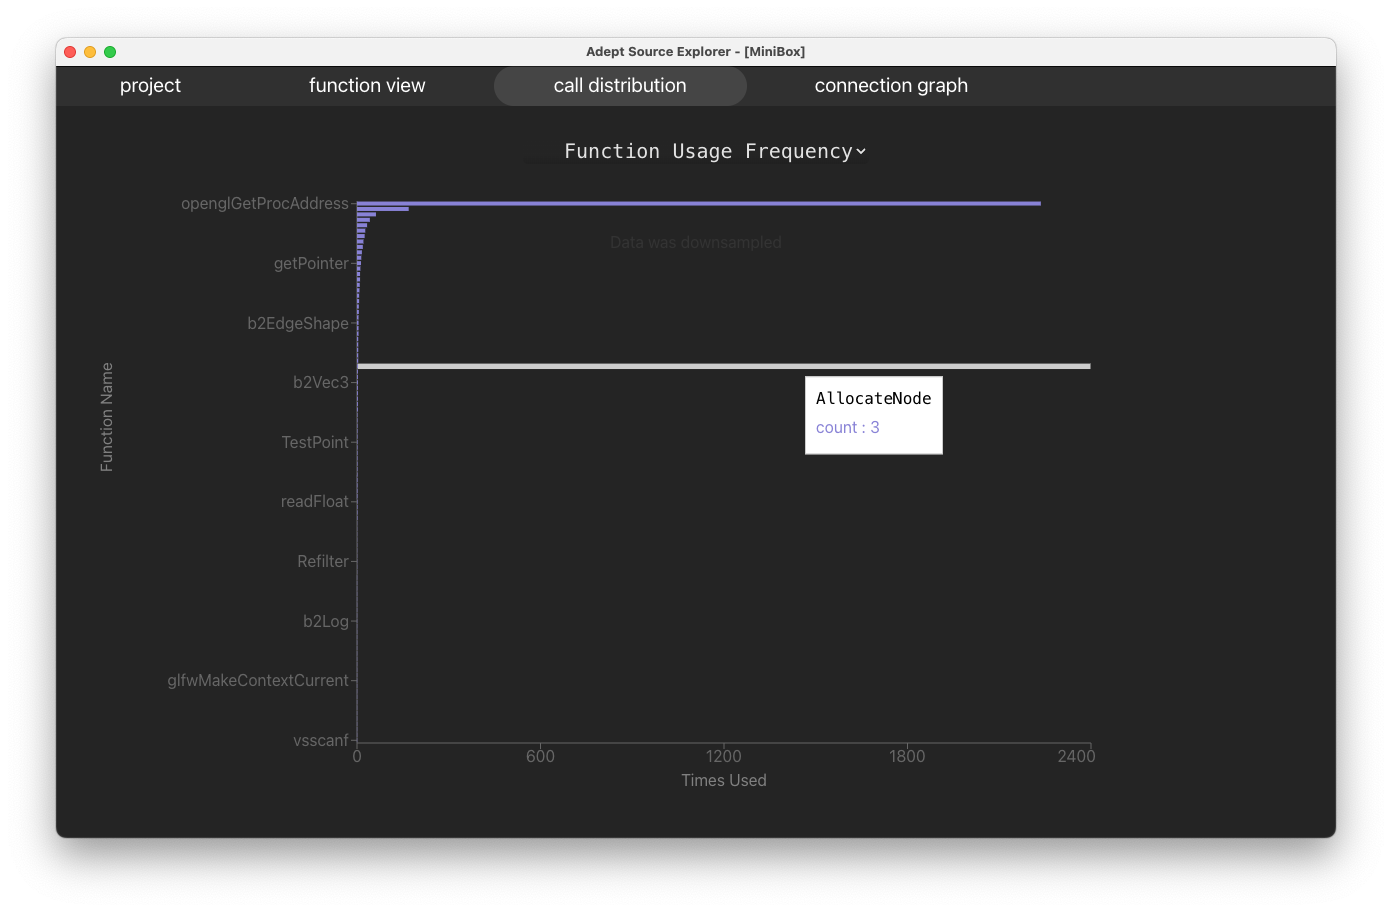 Adept Source Explorer - [MiniBox]
project
function view
call distribution
connection graph
Function Usage Frequency
openglGetProcAddress
Data was downsampled
getPointer
b2EdgeShape
b2Vec3
AllocateNode
count : 3
Function Name
TestPoint
readFloat
Refilter
b2Log
glfwMakeContextCurrent
vsscanf
0
600
1200
1800
2400
Times Used